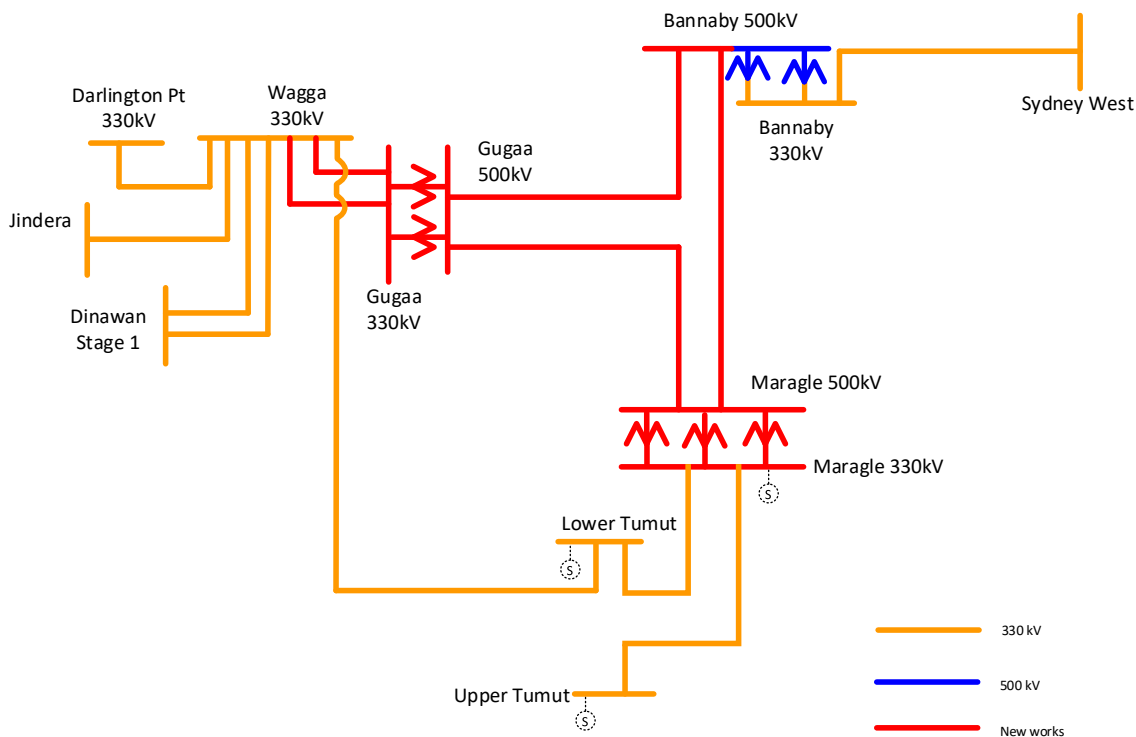 Bannaby 500kV
Sydney West
Bannaby
330kV
Darlington Pt
330kV
Wagga
330kV
Gugaa
500kV
Jindera
Gugaa
330kV
Dinawan
Stage 1
Maragle 500kV
Maragle 330kV
S
Lower Tumut
S
Upper Tumut
S
330 kV
500 kV
New works